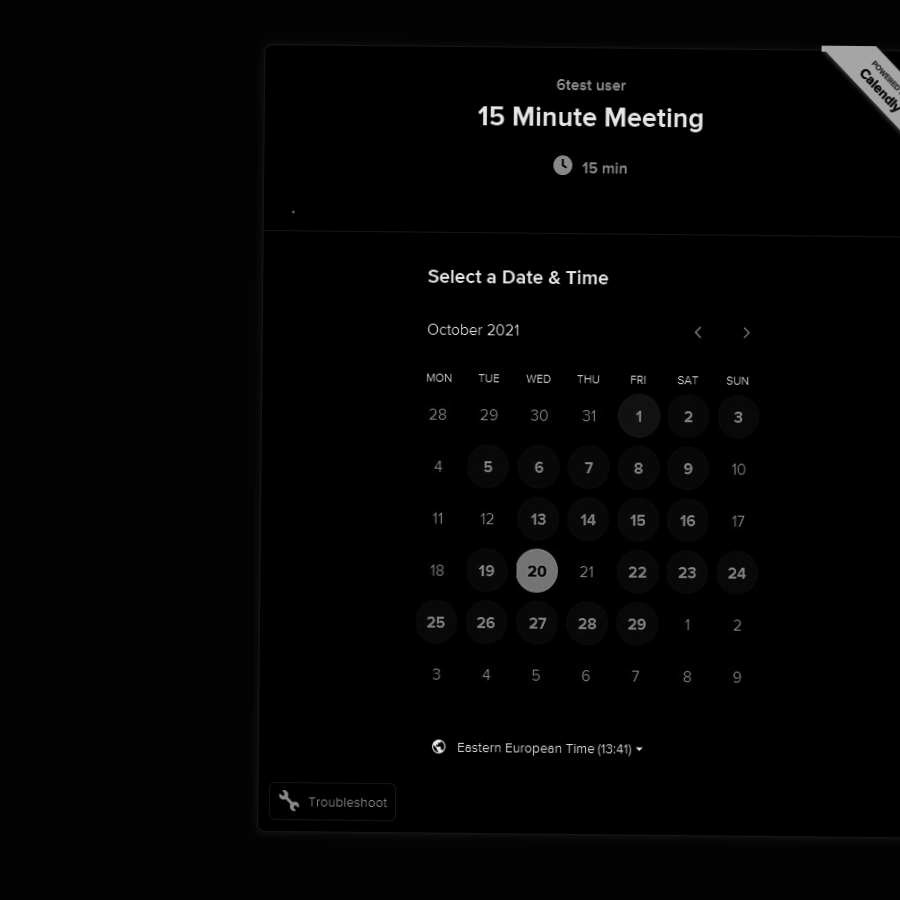 6test user
15 Minute Meeting
15 min
POWERED
Calendly
Select a Date & Time
October 2021
MON TUE WED THU FRI SAT SUN
28 29 30 31 1 2 3
4 5 6 7 8 9 10
11 12 13 14 15 16 17
18 19 20 21 22 23 24
25 26 27 28 29 1 2
3 4 5 6 7 8 9
Eastern European Time (13:41)
Troubleshoot